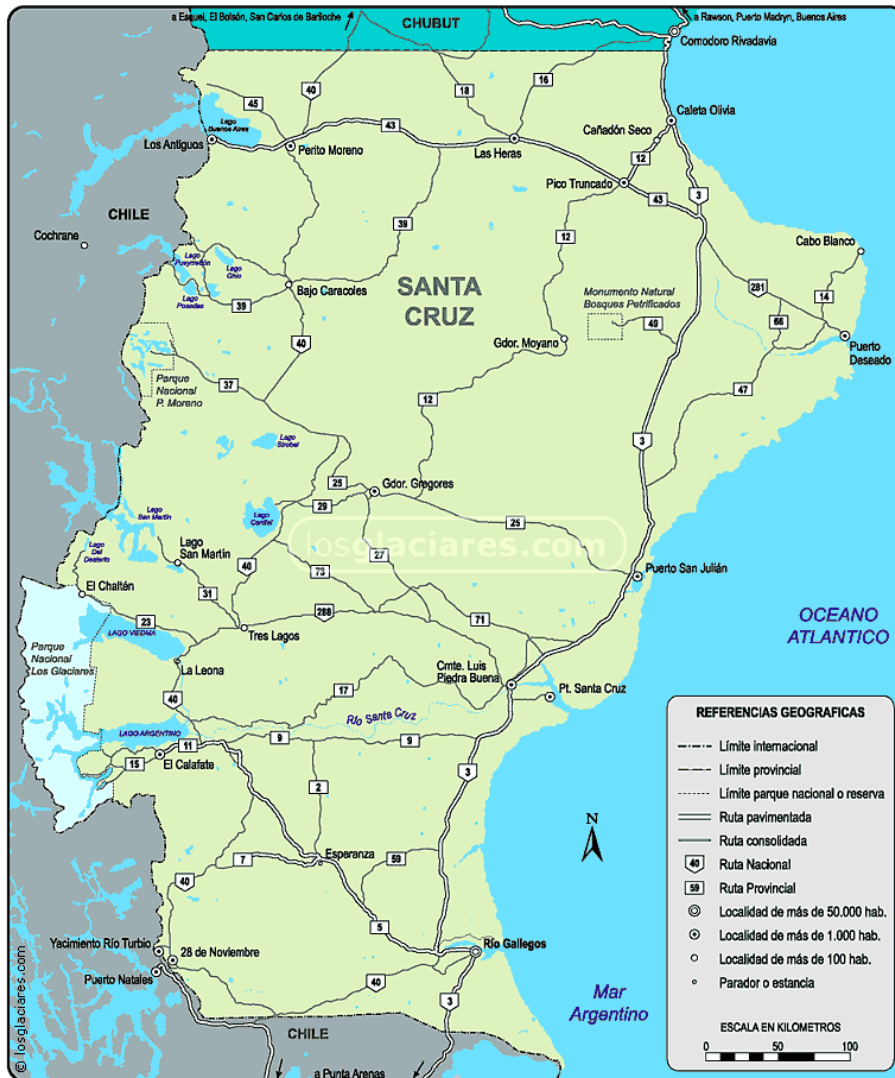 a Esquel, El Bolsón, San Carlos de Bariloche
CHUBUT
a Rawson, Puerto Madryn, Buenos Aires
Comodoro Rivadavia
40
16
45
18
Lago
Buenos Aires
Caleta Olivia
43
Cañadón Seco
Los Antiguos
Perito Moreno
Las Heras
12
Pico Truncado
3
43
CHILE
39
Cochrane
12
Cabo Blanco
Lago
Pueyrredón
Lago
Ghio
Bajo Caracoles
SANTA
CRUZ
Monumento Natural
Bosques Petrificados
281
14
Lago
Posadas
39
49
66
40
Gdor. Moyano
Puerto
Deseado
Parque
Nacional
P. Moreno
37
47
12
Lago
Strobel
3
25
Gdor. Gregores
Lago
San Martín
29
25
Lago
Cardiel
losglaciares.com
Lago
Del
Desierto
Lago
San Martín
27
40
73
Puerto San Julián
El Chaltén
31
288
71
23
LAGO VIEDMA
Tres Lagos
OCEANO
ATLANTICO
Parque
Nacional
Los Glaciares
La Leona
Cmte. Luis
Piedra Buena
17
40
Pt. Santa Cruz
Río Santa Cruz
LAGO ARGENTINO
11
9
9
15
El Calafate
3
2
7
Esperanza
59
40
5
Yacimiento Río Turbio
28 de Noviembre
Río Gallegos
Puerto Natales
40
3
Mar
Argentino
CHILE
a Punta Arenas
REFERENCIAS GEOGRAFICAS
Límite internacional
Límite provincial
Límite parque nacional o reserva
Ruta pavimentada
Ruta consolidada
40 Ruta Nacional
59 Ruta Provincial
Localidad de más de 50.000 hab.
Localidad de más de 1.000 hab.
Localidad de más de 100 hab.
Parador o estancia
ESCALA EN KILOMETROS
0 50 50 100
N
© losglaciares.com